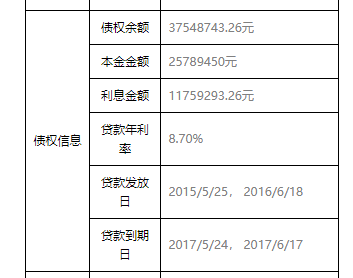 债权余额 37548743.26元
本金金额 25789450元
利息金额 11759293.26元
债权信息
贷款年利
率
8.70%
贷款发放
日
2015/5/25， 2016/6/18
贷款到期
日
2017/5/24， 2017/6/17